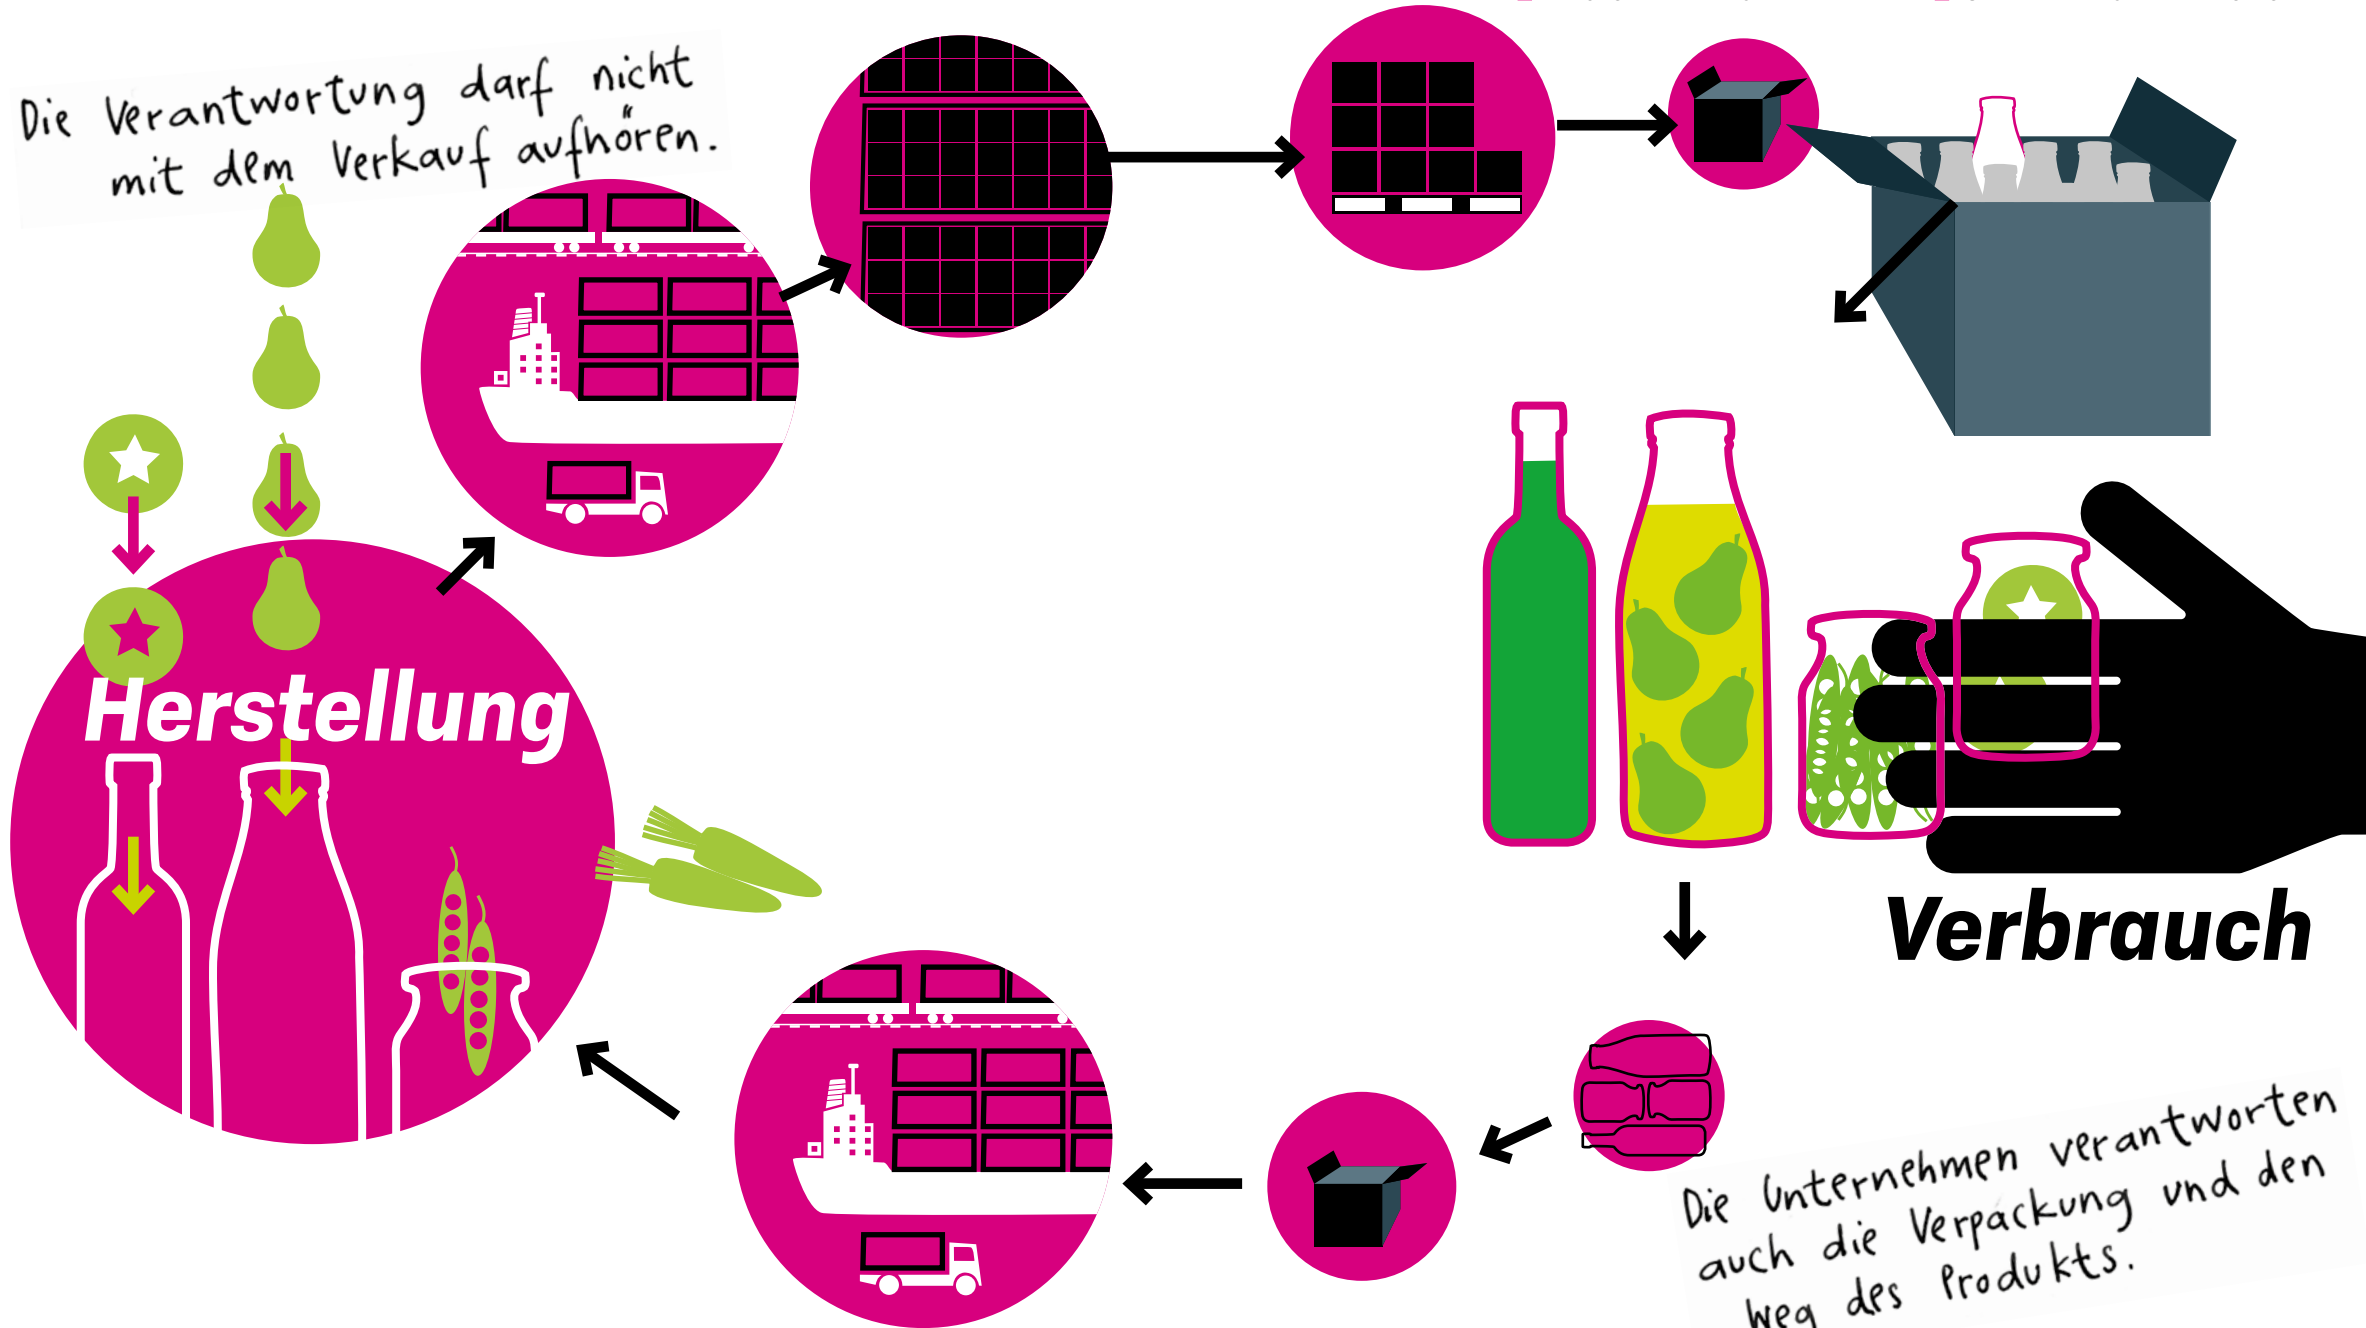 Die Verantwortung darf nicht
mit dem Verkauf aufhören.
Herstellung
Verbrauch
Die Unternehmen verantworten
auch die Verpackung und den
Weg des Produkts.